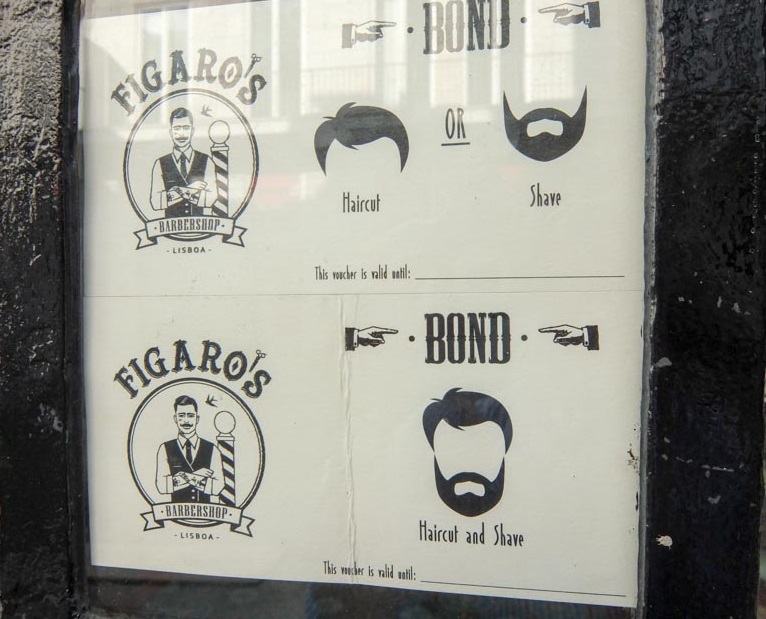 FIGARO'S
BARBERSHOP
- LISBOA -
BOND
Haircut
OR
Shave
This voucher is valid until:
FIGARO'S
BARBERSHOP
- LISBOA -
BOND
Haircut and Shave
This voucher is valid until: